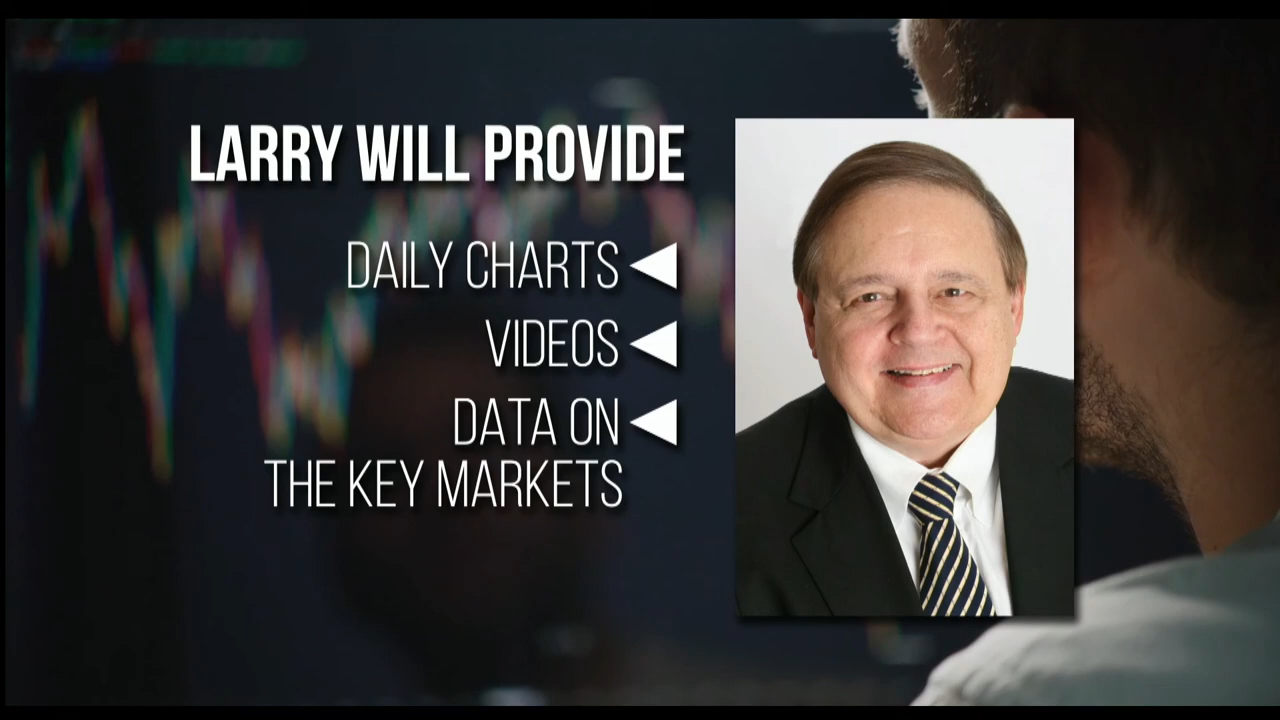 LARRY WILL PROVIDE
DAILY CHARTS
VIDEOS
DATA ON
THE KEY MARKETS